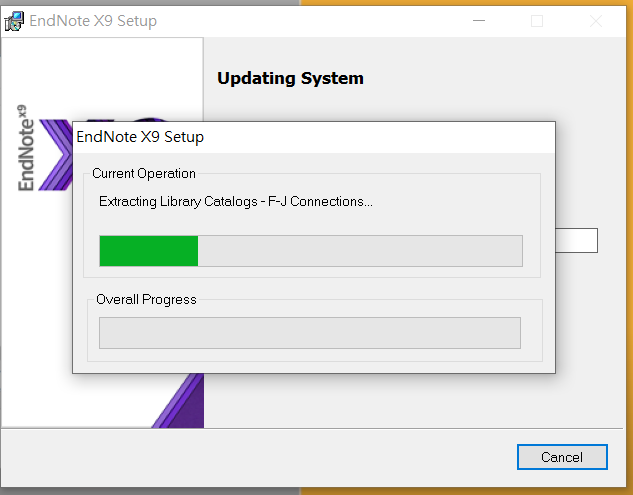 EndNote X9 Setup
Updating System
EndNote X9
EndNote X9 Setup
Current Operation
Extracting Library Catalogs - F-J Connections...
Overall Progress
Cancel